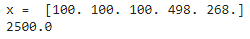 x =  [100. 100. 100. 498. 268.]
2500.0